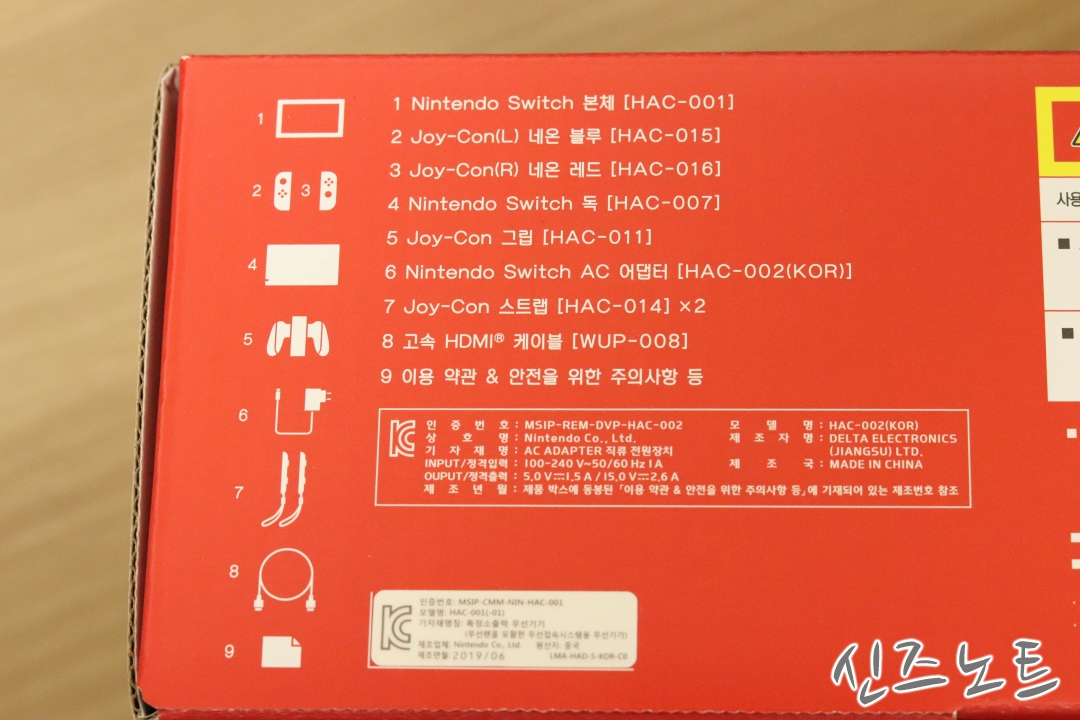 1 Nintendo Switch 본체 [HAC-001]
2 Joy-Con(L) 네온 블루 [HAC-015]
3 Joy-Con(R) 네온 레드 [HAC-016]
4 Nintendo Switch 독 [HAC-007]
5 Joy-Con 그립 [HAC-011]
6 Nintendo Switch AC 어댑터 [HAC-002(KOR)]
7 Joy-Con 스트랩 [HAC-014] ×2
8 고속 HDMI® 케이블 [WUP-008]
9 이용 약관 & 안전을 위한 주의사항 등
1
2 3
4
5
6
7
8
9
인 증 번 호 : MSIP-REM-DVP-HAC-002
상 호 명 : Nintendo Co., Ltd.
기 자 재 명 : AC ADAPTER 직류 전원장치
INPUT/정격입력 : 100-240 V~50/60 Hz 1 A
OUPUT/정격출력 : 5.0 V⎓1.5 A / 15.0 V⎓2.6 A
제 조 년 월 : 제품 박스에 동봉된 「이용 약관 & 안전을 위한 주의사항 등」에 기재되어 있는 제조번호 참조
모 델 명 : HAC-002(KOR)
제 조 자 명 : DELTA ELECTRONICS
(JIANGSU) LTD.
제 조 국 : MADE IN CHINA
인증번호: MSIP-CMM-NIN-HAC-001
모델명: HAC-001(-01)
기자재명칭: 특정소출력 무선기기
(무선랜을 포함한 무선접속시스템용 무선기기)
제조업체: Nintendo Co., Ltd. 원산지: 중국
제조연월: 2019/06 LMA-HAD-S-KOR-C0
사용
신즈노트